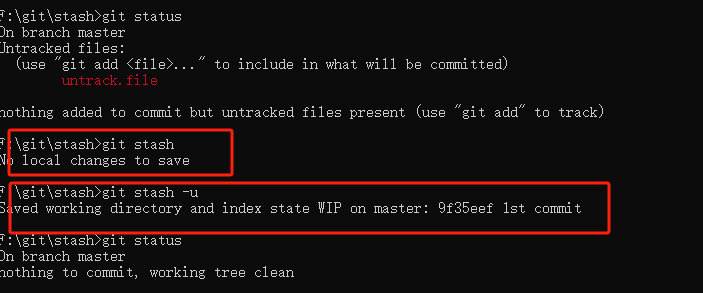 F:\git\stash>git status
On branch master
Untracked files:
(use "git add <file>..." to include in what will be committed)
untrack.file
nothing added to commit but untracked files present (use "git add" to track)
F:\git\stash>git stash
No local changes to save
F:\git\stash>git stash -u
Saved working directory and index state WIP on master: 9f35eef 1st commit
F:\git\stash>git status
On branch master
nothing to commit, working tree clean